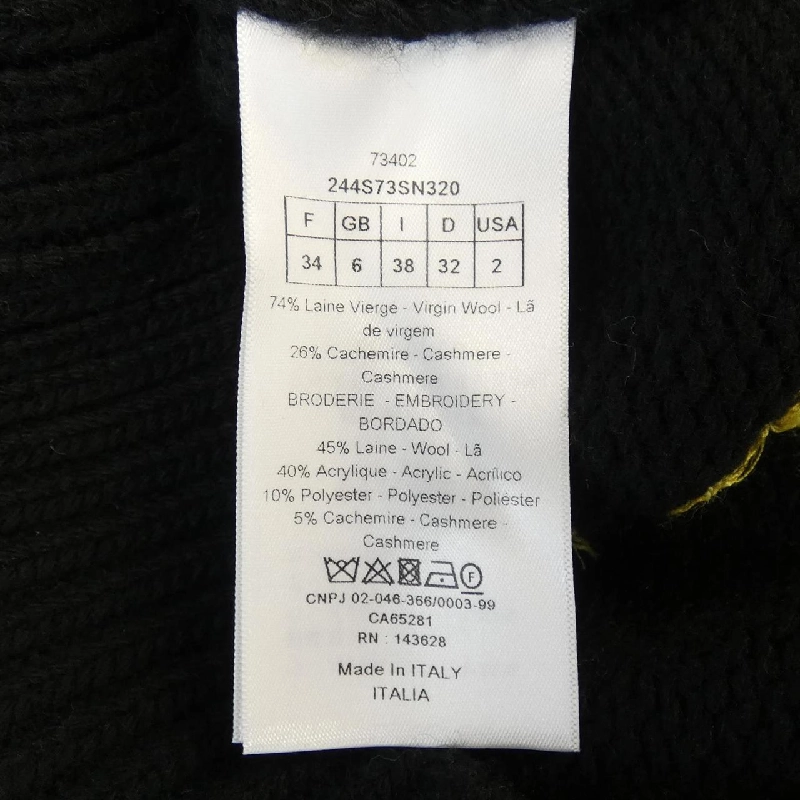 73402
244S73SN320
F GB I D USA
34 6 38 32 2
74% Laine Vierge - Virgin Wool - Lã
de virgem
26% Cachemire - Cashmere -
Cashmere
BRODERIE - EMBROIDERY -
BORDADO
45% Laine - Wool - Lã
40% Acrylique - Acrylic - Acrílico
10% Polyester - Polyester - Poliéster
5% Cachemire - Cashmere -
Cashmere
F
CNPJ 02-046-366/0003-99
CA65281
RN : 143628
Made In ITALY
ITALIA